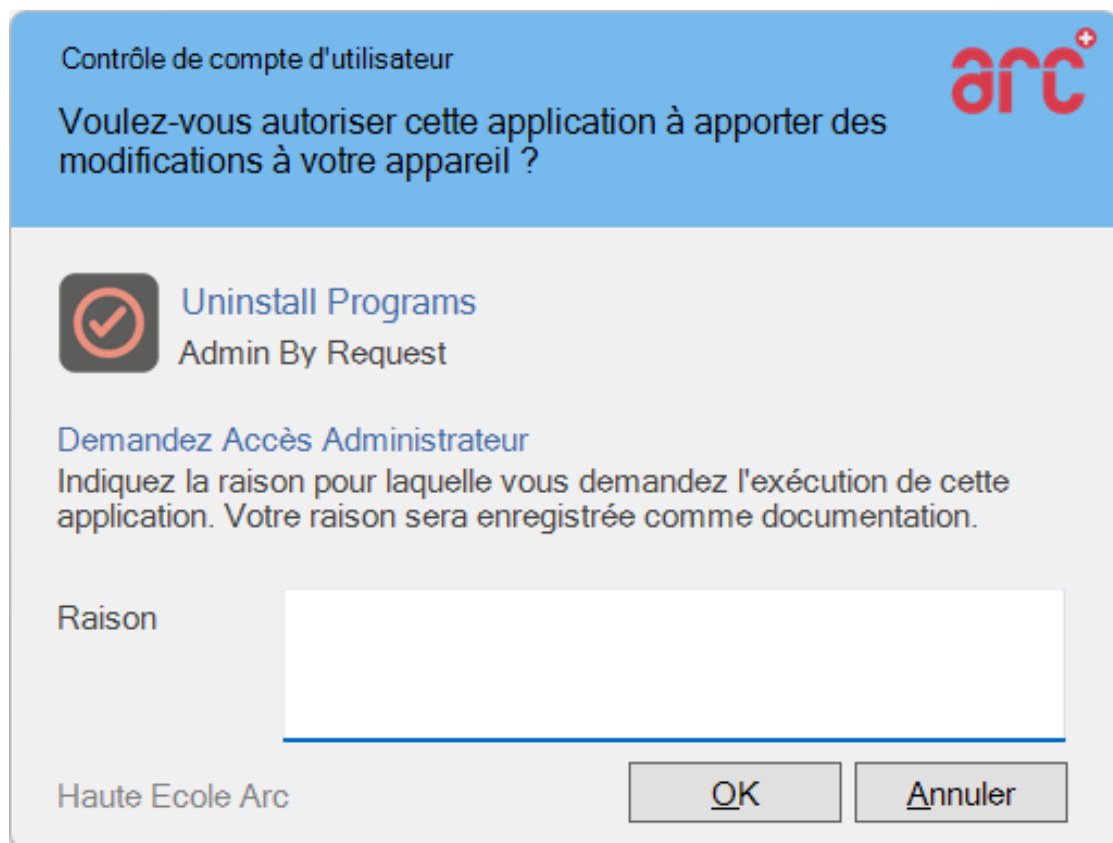 Contrôle de compte d'utilisateur
arc
Voulez-vous autoriser cette application à apporter des
modifications à votre appareil ?
Uninstall Programs
Admin By Request
Demandez Accès Administrateur
Indiquez la raison pour laquelle vous demandez l'exécution de cette
application. Votre raison sera enregistrée comme documentation.
Raison
Haute Ecole Arc
OK
Annuler